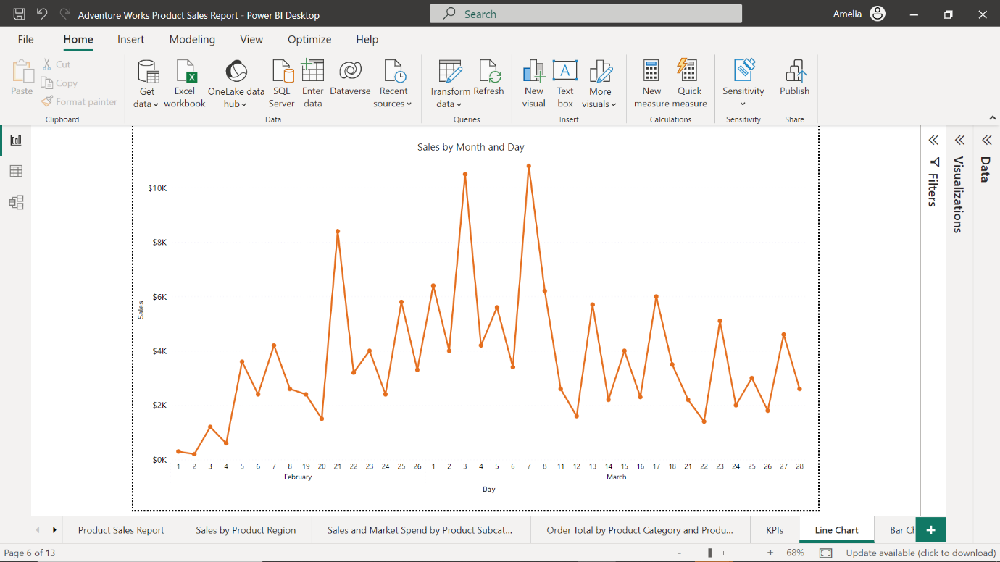 Adventure Works Product Sales Report - Power BI Desktop
Search
Amelia
File Home Insert Modeling View Optimize Help
Paste
Cut
Copy
Format painter
Clipboard
Get data
Excel workbook
OneLake data hub
SQL Server
Enter data
Dataverse
Recent sources
Data
Transform data
Refresh
Queries
New visual
Text box
More visuals
Insert
New measure
Quick measure
Calculations
Sensitivity
Sensitivity
Publish
Share
Sales by Month and Day
$10K
$8K
$6K
$4K
$2K
$0K
Sales
1 2 3 4 5 6 7 8 19 20 21 22 23 24 25 26 1 2 3 4 5 6 7 8 11 12 13 14 15 16 17 18 21 22 23 24 25 26 27 28
February March
Day
Filters
Visualizations
Data
Product Sales Report
Sales by Product Region
Sales and Market Spend by Product Subcat...
Order Total by Product Category and Produ...
KPIs
Line Chart
Bar Ch
Page 6 of 13
- + 68%
Update available (click to download)